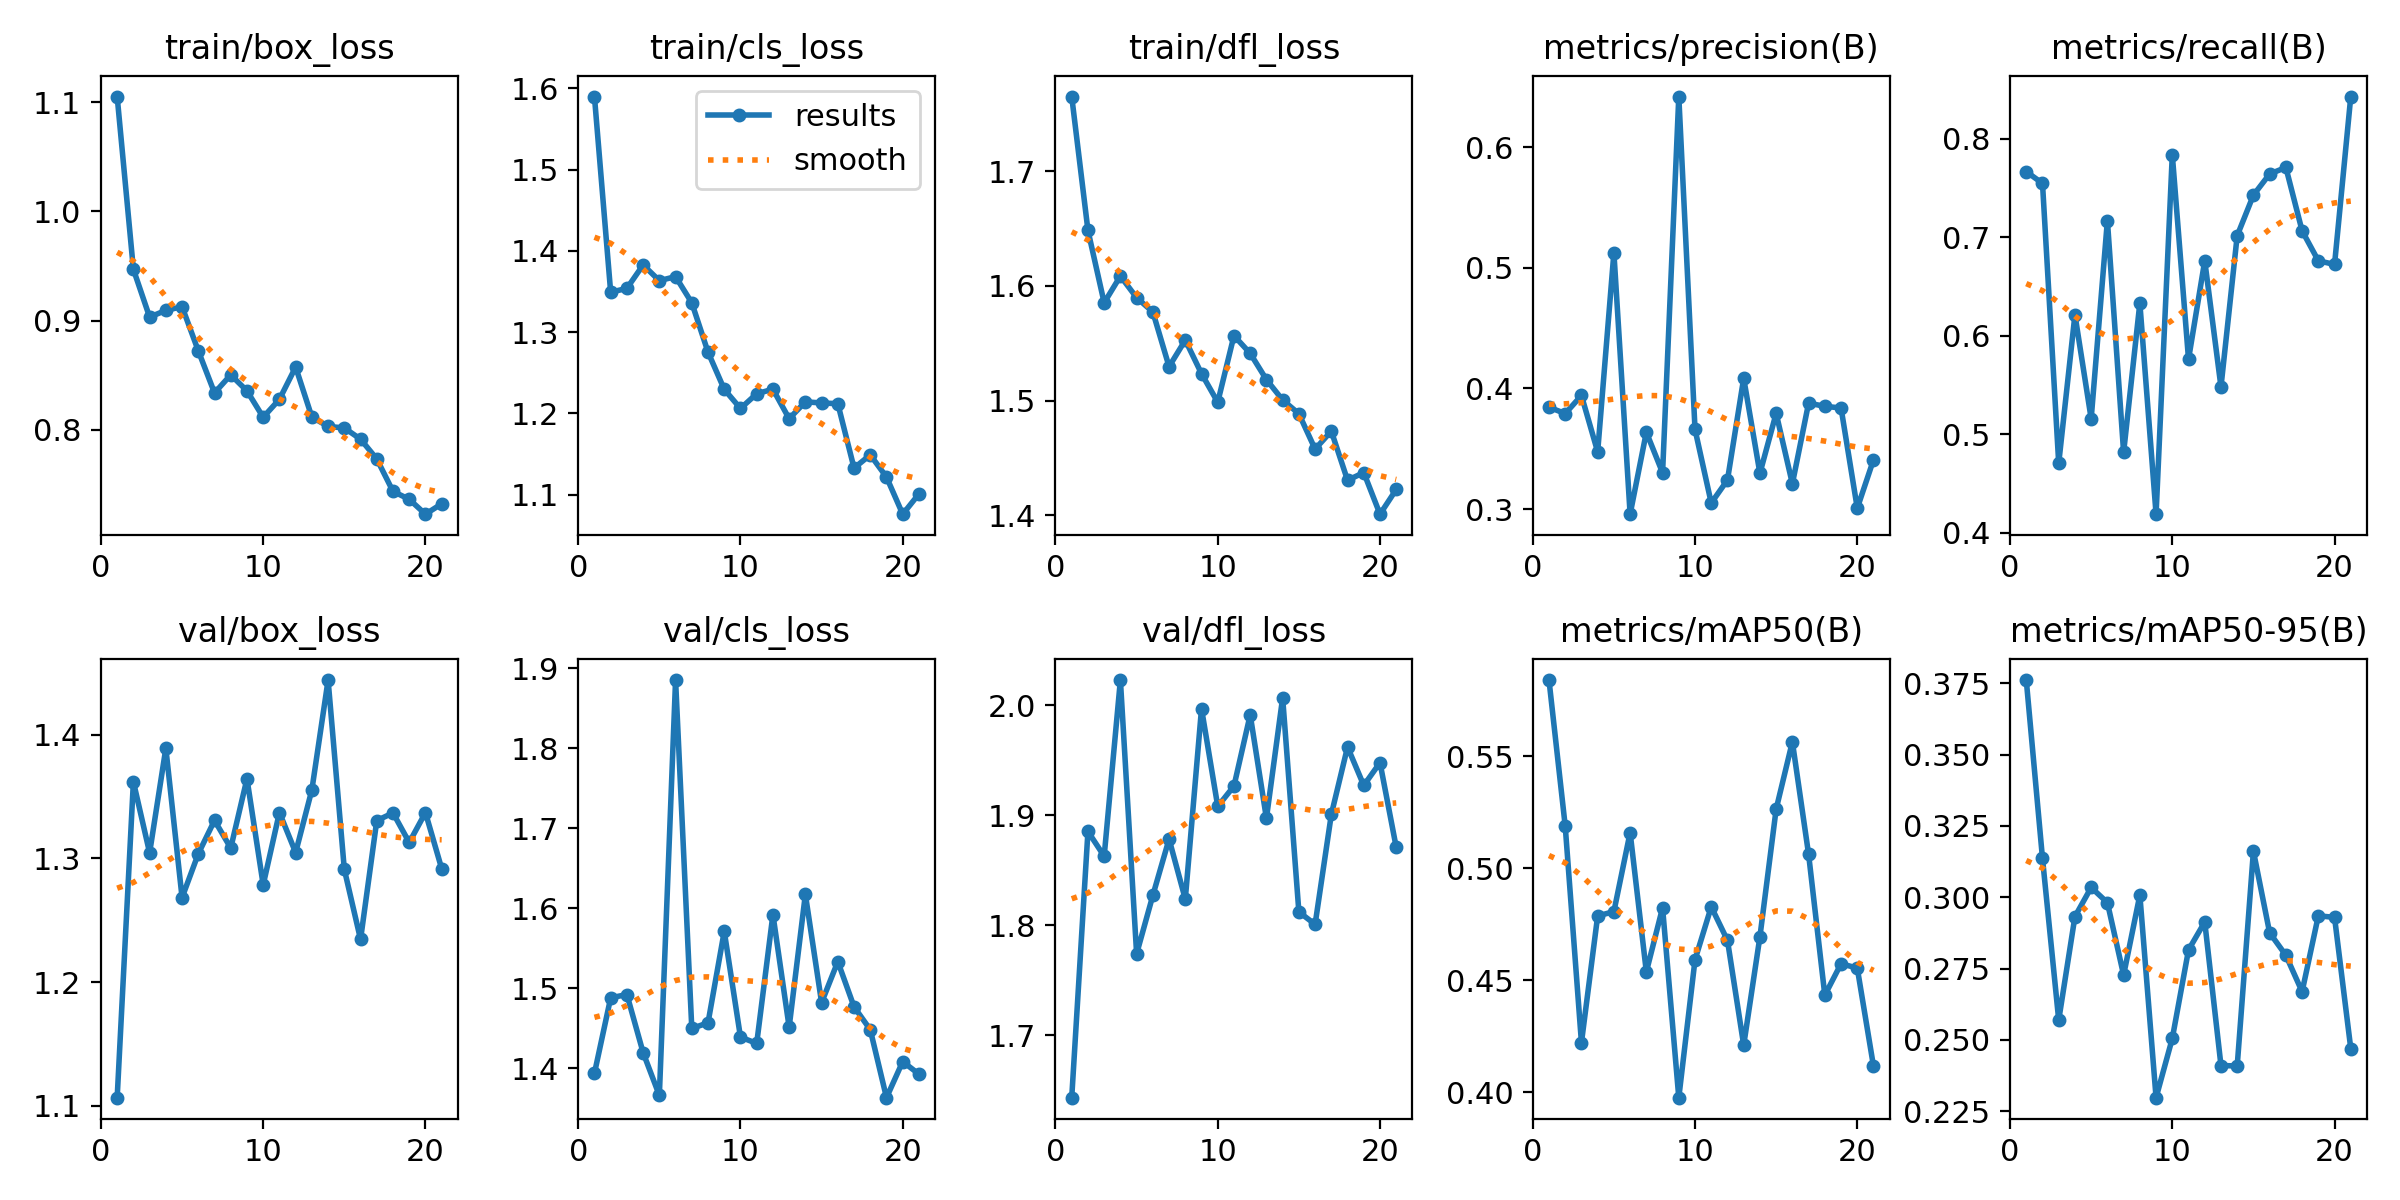 train/box_loss
1.1
1.0
0.9
0.8
0 10 20
train/cls_loss
results
smooth
1.6
1.5
1.4
1.3
1.2
1.1
0 10 20
train/dfl_loss
1.7
1.6
1.5
1.4
0 10 20
metrics/precision(B)
0.6
0.5
0.4
0.3
0 10 20
metrics/recall(B)
0.8
0.7
0.6
0.5
0.4
0 10 20
val/box_loss
1.4
1.3
1.2
1.1
0 10 20
val/cls_loss
1.9
1.8
1.7
1.6
1.5
1.4
0 10 20
val/dfl_loss
2.0
1.9
1.8
1.7
0 10 20
metrics/mAP50(B)
0.55
0.50
0.45
0.40
0 10 20
metrics/mAP50-95(B)
0.375
0.350
0.325
0.300
0.275
0.250
0.225
0 10 20